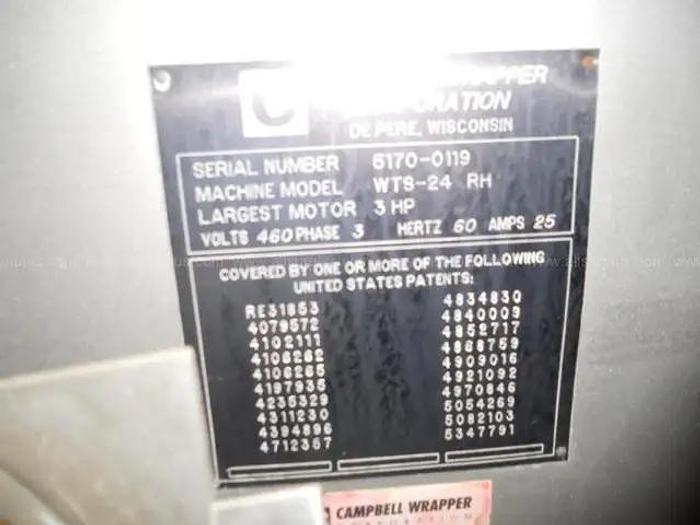 C
DE PERE, WISCONSIN
SERIAL NUMBER 5170-0119
MACHINE MODEL WTS-24 RH
LARGEST MOTOR 3 HP
VOLTS 460 PHASE 3 HERTZ 60 AMPS 25
COVERED BY ONE OR MORE OF THE FOLLOWING
UNITED STATES PATENTS:
RE31853 4834830
4079572 4840009
4102111 4852717
4106262 4868759
4106265 4909016
4197935 4921092
4235329 4970846
4311230 5054269
4394896 5082103
4712357 5347791
CAMPBELL WRAPPER
CORPORATION